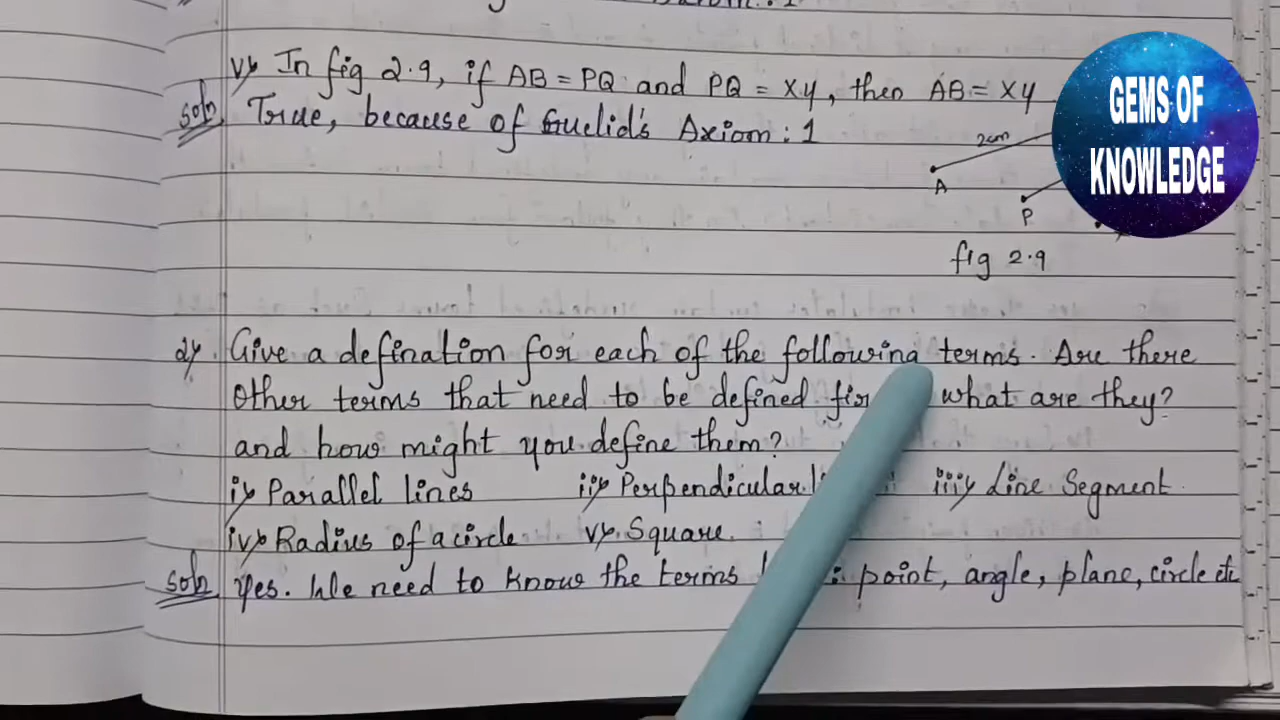 v> In fig 2.9, if AB = PQ and PQ = XY, then AB = XY
Soln True, because of Euclid's Axiom: 1
2cm
A
P
fig 2.9
GEMS OF
KNOWLEDGE
2>. Give a defination for each of the following terms. Are there
other terms that need to be defined what are they?
and how might you define them?
i> Parallel lines ii> Perpendicular iii> Line Segment.
iv> Radius of a circle v>. Square.
Soln Yes. We need to know the terms : point, angle, plane, circle etc